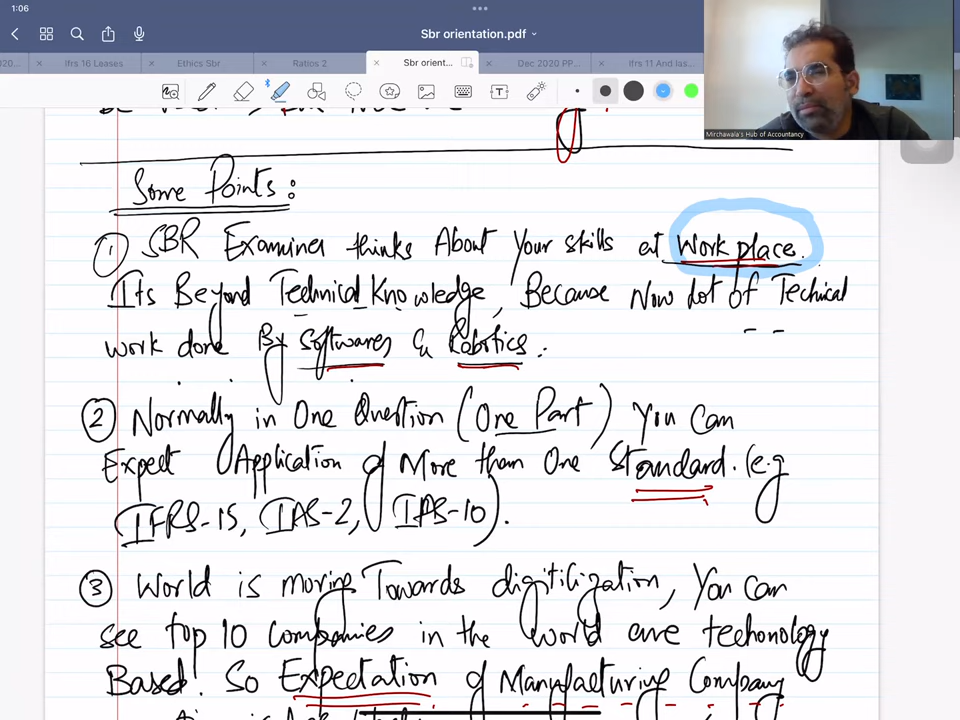 1:06
Sbr orientation.pdf
ifrs 16 Leases
Ethics Sbr
Ratios 2
Sbr orient...
Dec 2020 PP...
ifrs 11 And las...
Mirchawala's Hub of Accountancy
Some Points:
① SBR Examiner thinks About Your skills at Work place.
Its Beyond Technical Knowledge, Because Now Lot of Techical
work done By Softwares & Robotics.
② Normally in One Question (One Part) You Can
Expect Application of More than One Standard. (e.g
IFRS-15, IAS-2, IAS-10).
③ World is moving Towards digitilization, You Can
see top 10 Companies in the world are techonology
Based! So Expectation of Manufacturing Company